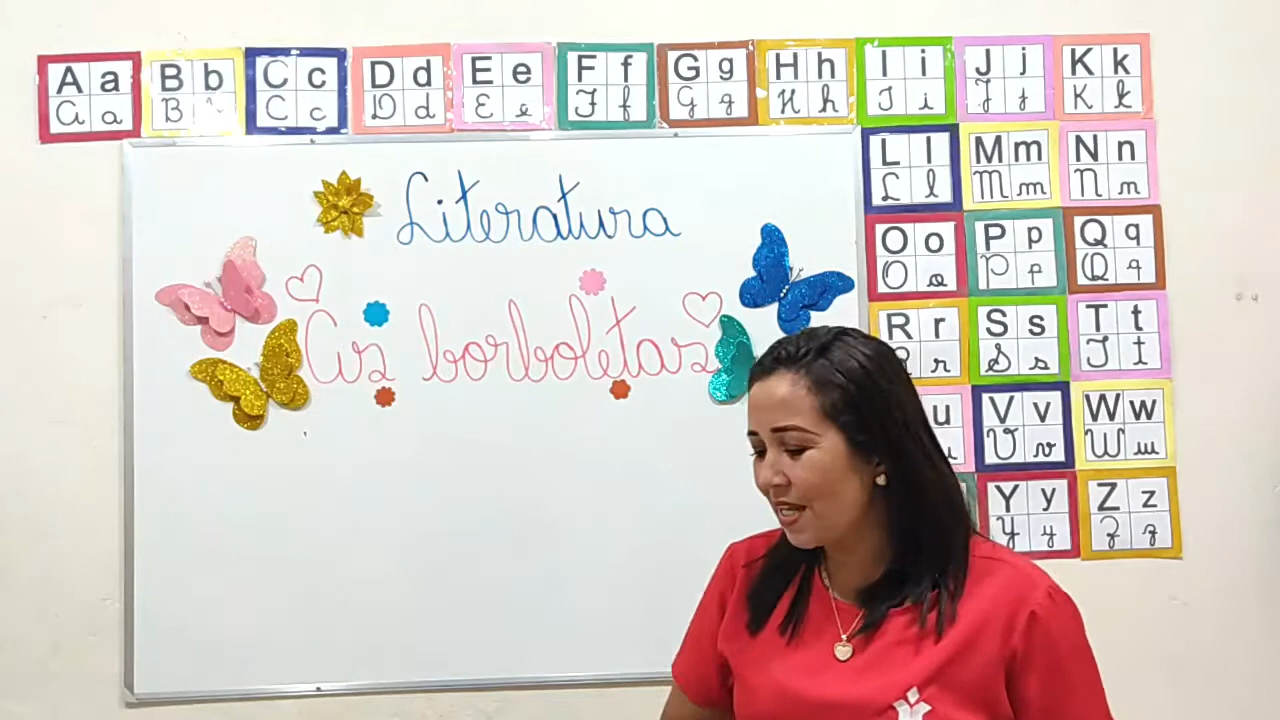 A a B b C c D d E e F f G g H h I i J j K k
A a B C c D d E e F f G g H h I i J j K k
Literatura
As borboletas
L l M m N n
L l M m N n
O o P p Q q
O o P p Q q
R r S s T t
r S s T t
u V v W w
u V v W w
Y y Z z
Y y Z z